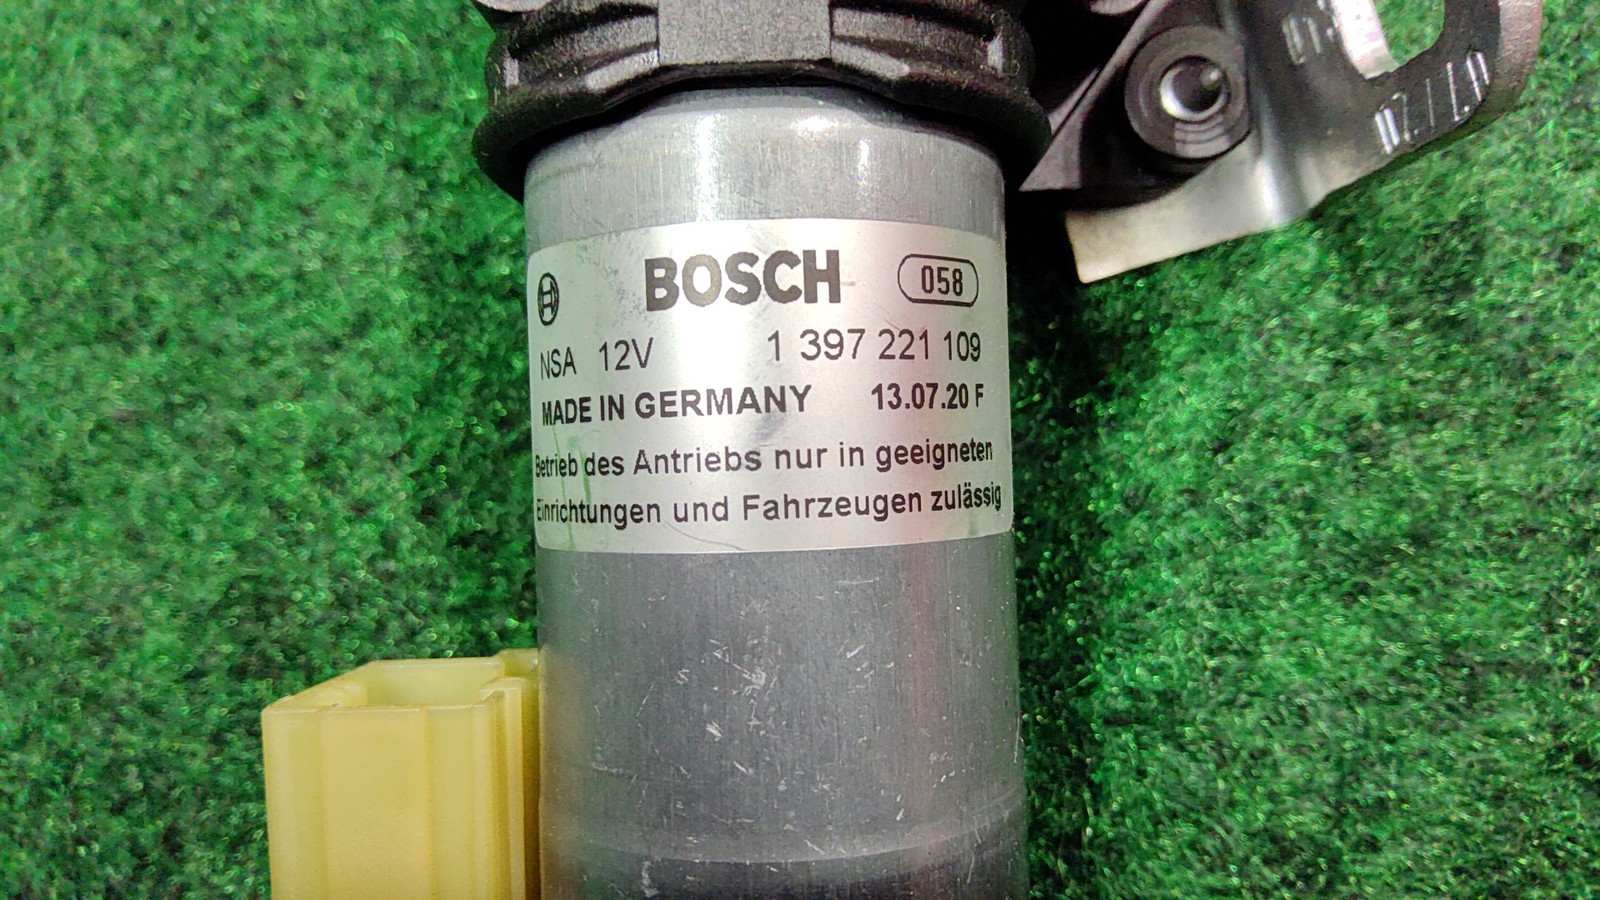 BOSCH 058
NSA 12V 1 397 221 109
MADE IN GERMANY 13.07.20 F
Betrieb des Antriebs nur in geeigneten
Einrichtungen und Fahrzeugen zulässig